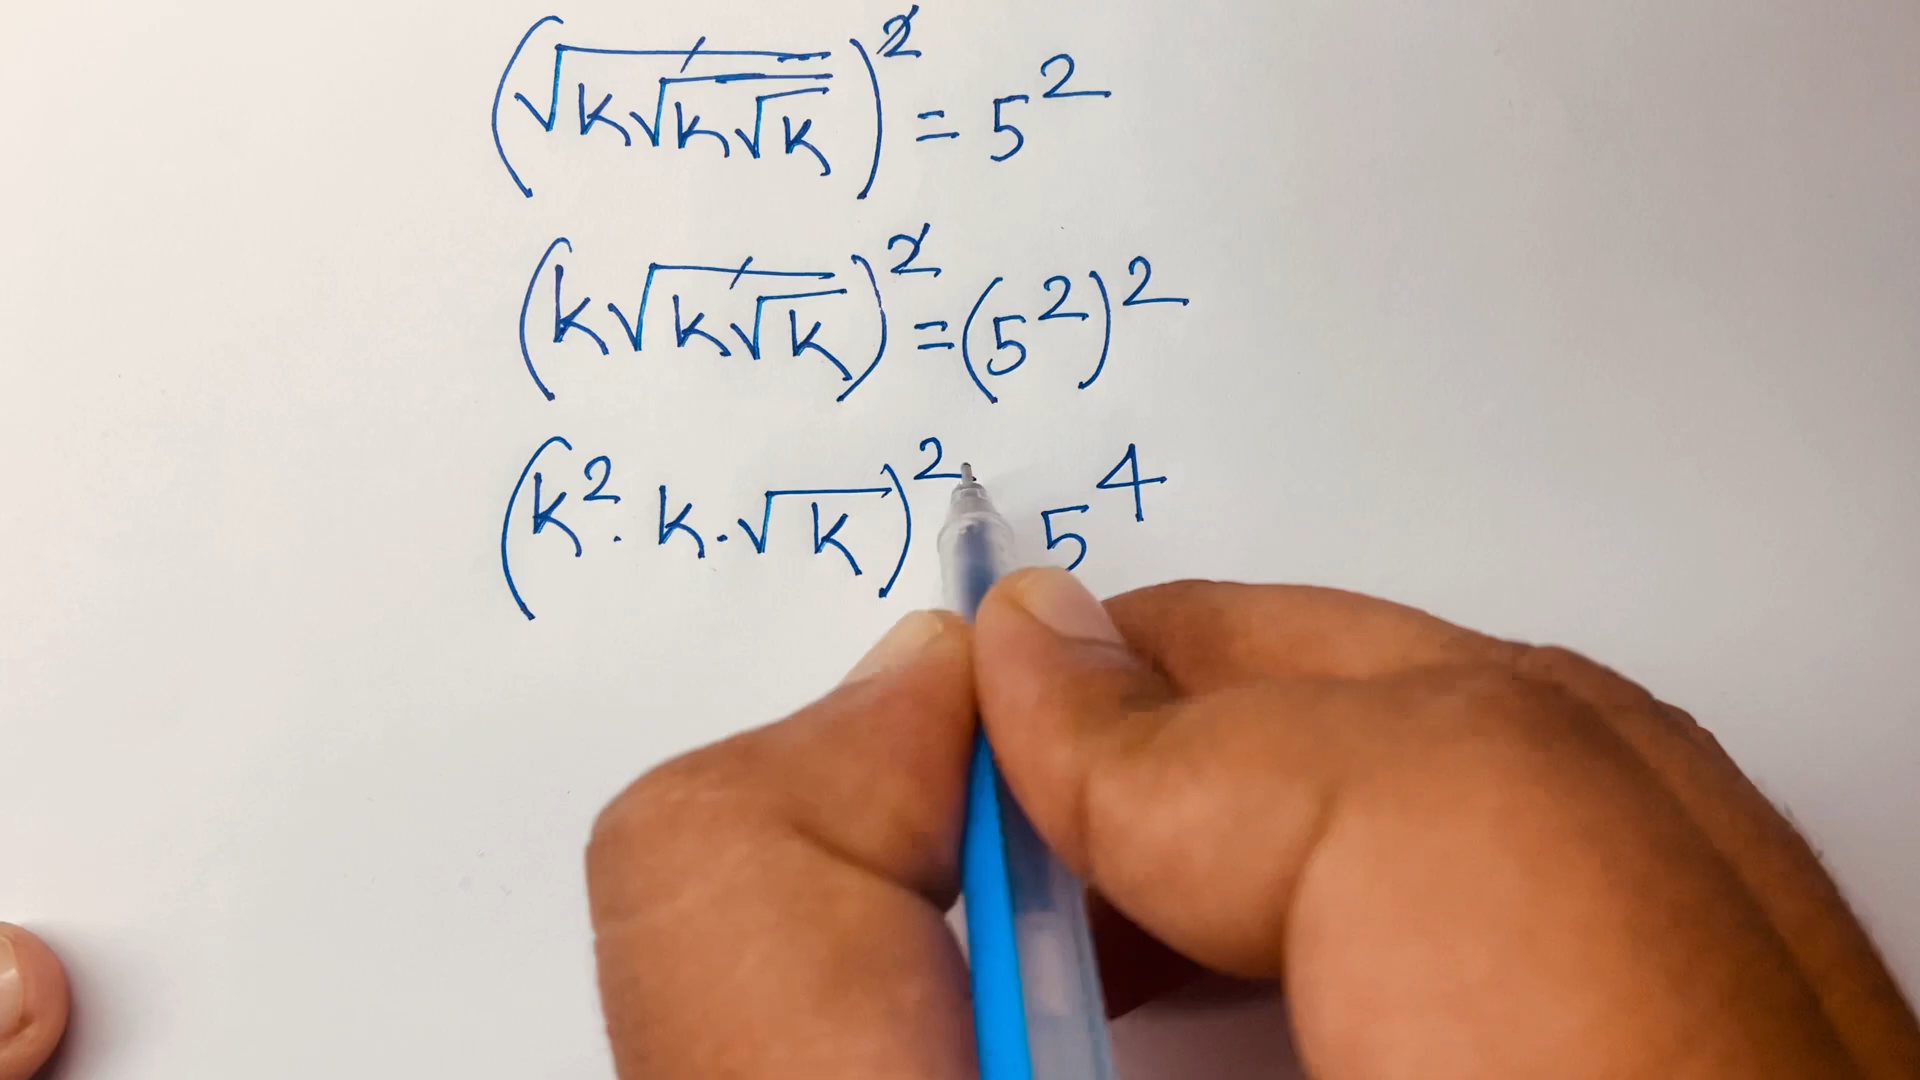 (√(k√(k√k)))² = 5²
(k√(k√k))² = (5²)²
(k² · k · √k)² 5⁴